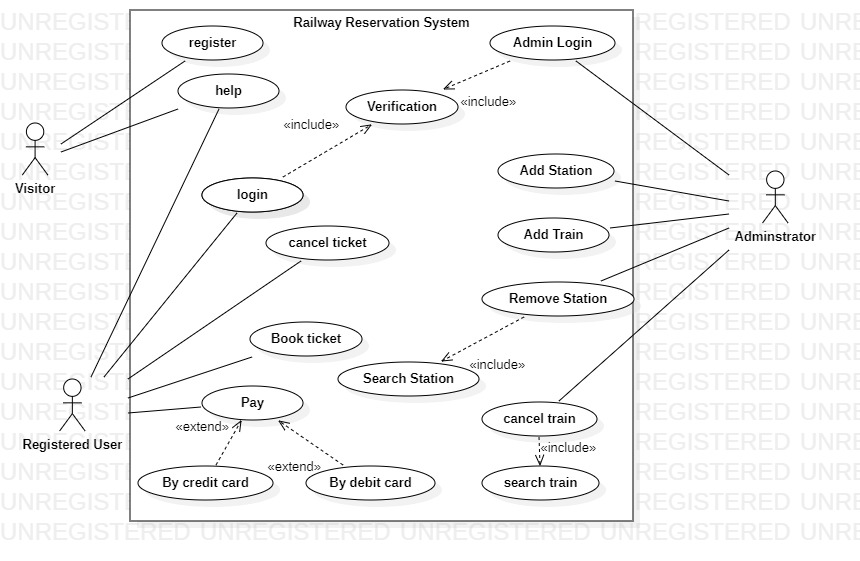 Railway Reservation System
register
Admin Login
help
Verification
«include»
«include»
Visitor
Add Station
login
Adminstrator
Add Train
cancel ticket
Remove Station
Book ticket
«include»
Search Station
Pay
cancel train
«extend»
Registered User
«include»
«extend»
By credit card
By debit card
search train
UNREGISTERED UNREGISTERED UNREGISTERED UNREGISTERED UNRE